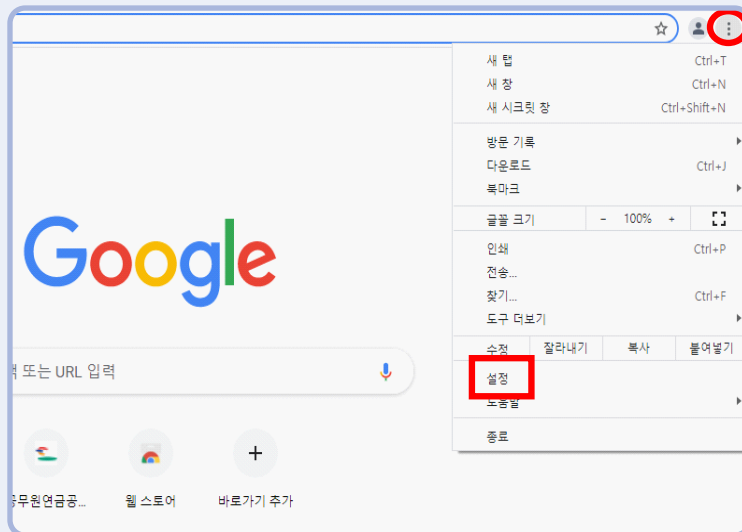 새 탭 Ctrl+T
새 창 Ctrl+N
새 시크릿 창 Ctrl+Shift+N
방문 기록
다운로드 Ctrl+J
북마크
글꼴 크기 - 100% +
인쇄 Ctrl+P
전송...
찾기... Ctrl+F
도구 더보기
수정 잘라내기 복사 붙여넣기
설정
도움말
종료
Google
또는 URL 입력
웹 스토어
바로가기 추가